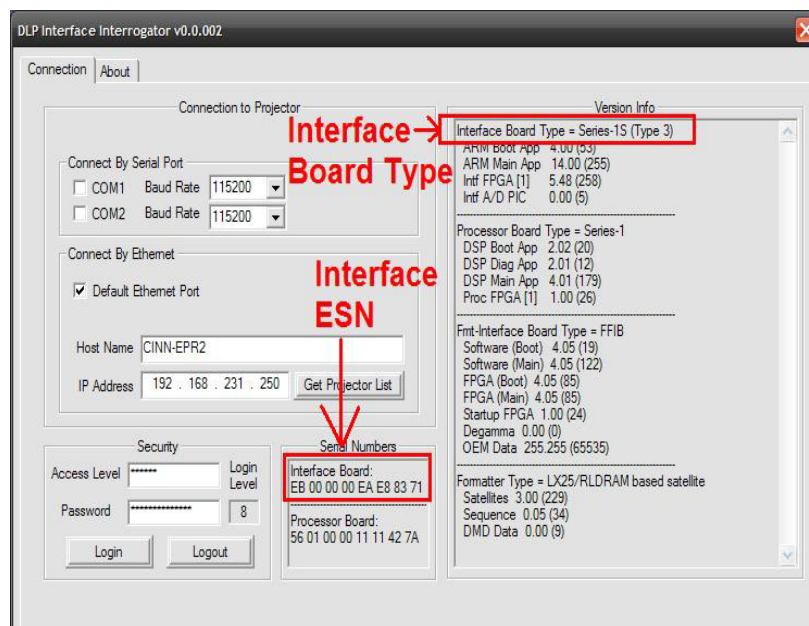 DLP Interface Interrogator v0.0.002
Connection About
Connection to Projector
Connect By Serial Port
COM1 Baud Rate 115200
COM2 Baud Rate 115200
Connect By Ethernet
Default Ethernet Port
Host Name CINN-EPR2
IP Address 192 . 168 . 231 . 250 Get Projector List
Security
Access Level ******
Login
Level
Password **************
8
Login Logout
Interface
Board Type
Interface
ESN
Serial Numbers
Interface Board:
EB 00 00 00 EA E8 83 71
Processor Board:
56 01 00 00 11 11 42 7A
Version Info
Interface Board Type = Series-1S (Type 3)
ARM Boot App 4.00 (53)
ARM Main App 14.00 (255)
Intf FPGA [1] 5.48 (258)
Intf A/D PIC 0.00 (5)
Processor Board Type = Series-1
DSP Boot App 2.02 (20)
DSP Diag App 2.01 (12)
DSP Main App 4.01 (179)
Proc FPGA [1] 1.00 (26)
Fmt-Interface Board Type = FFIB
Software (Boot) 4.05 (19)
Software (Main) 4.05 (122)
FPGA (Boot) 4.05 (85)
FPGA (Main) 4.05 (85)
Startup FPGA 1.00 (24)
Degamma 0.00 (0)
OEM Data 255.255 (65535)
Formatter Type = LX25/RLDRAM based satellite
Satellites 3.00 (229)
Sequence 0.05 (34)
DMD Data 0.00 (9)